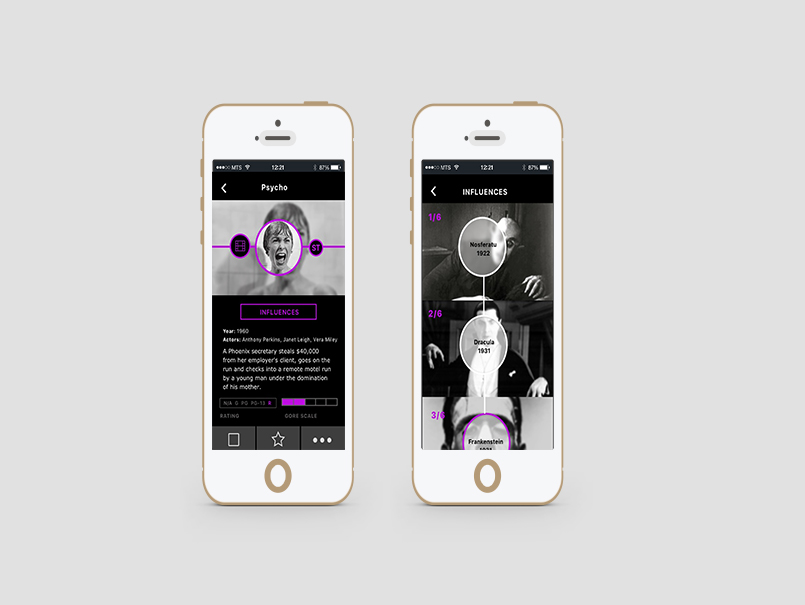 MTS 12:21 87%
Psycho
ST
INFLUENCES
Year: 1960
Actors: Anthony Perkins, Janet Leigh, Vera Miley
A Phoenix secretary steals $40,000
from her employer's client, goes on the
run and checks into a remote motel run
by a young man under the domination
of his mother.
N/A G PG PG-13 R
RATING GORE SCALE
MTS 12:21 87%
INFLUENCES
1/6
Nosferatu
1922
2/6
Dracula
1931
3/6
Frankenstein
1931